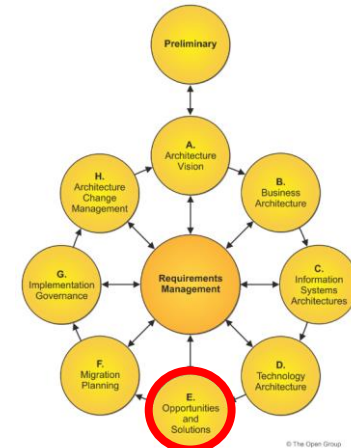 Preliminary
A.
Architecture
Vision
B.
Business
Architecture
C.
Information
Systems
Architectures
D.
Technology
Architecture
E.
Opportunities
and
Solutions
F.
Migration
Planning
G.
Implementation
Governance
H.
Architecture
Change
Management
Requirements
Management
© The Open Group